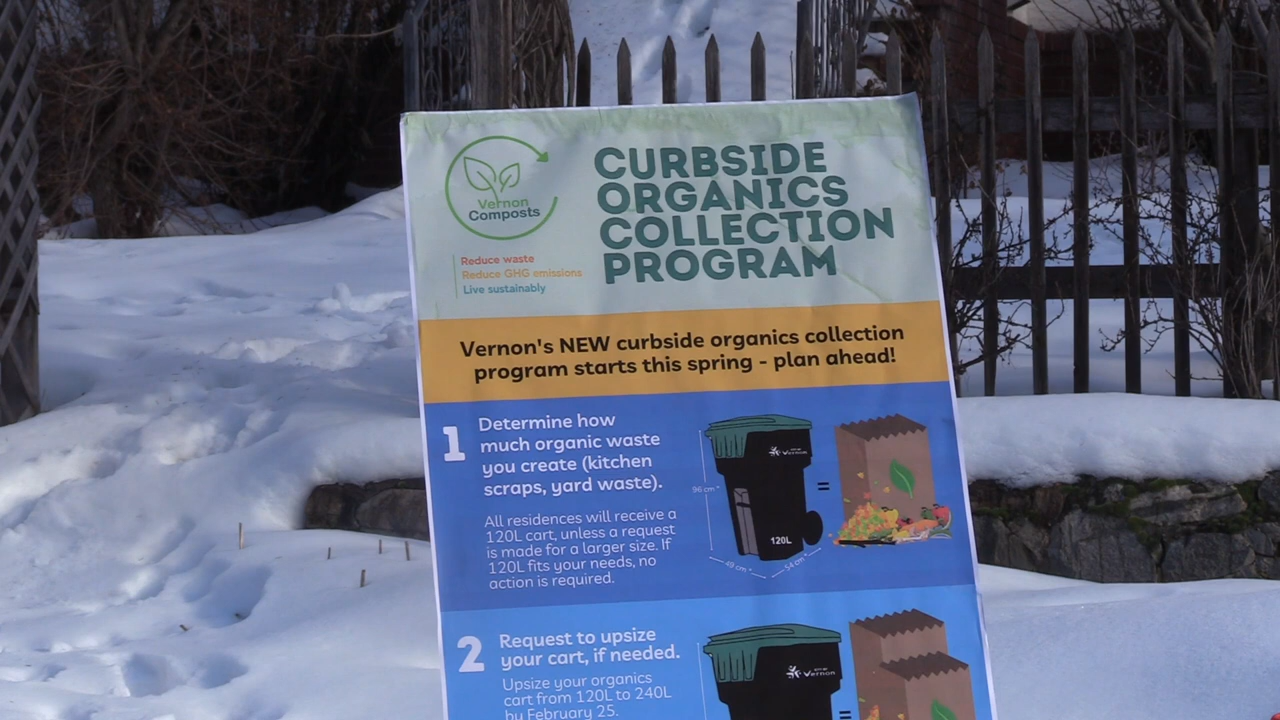 Vernon
Composts
Reduce waste
Reduce GHG emissions
Live sustainably
CURBSIDE
ORGANICS
COLLECTION
PROGRAM
Vernon's NEW curbside organics collection
program starts this spring - plan ahead!
1
Determine how
much organic waste
you create (kitchen
scraps, yard waste).
All residences will receive a
120L cart, unless a request
is made for a larger size. If
120L fits your needs, no
action is required.
96 cm *
Vernon
120L
=
49 cm *
54 cm *
2
Request to upsize
your cart, if needed.
Upsize your organics
cart from 120L to 240L
by February 25.
Vernon
=